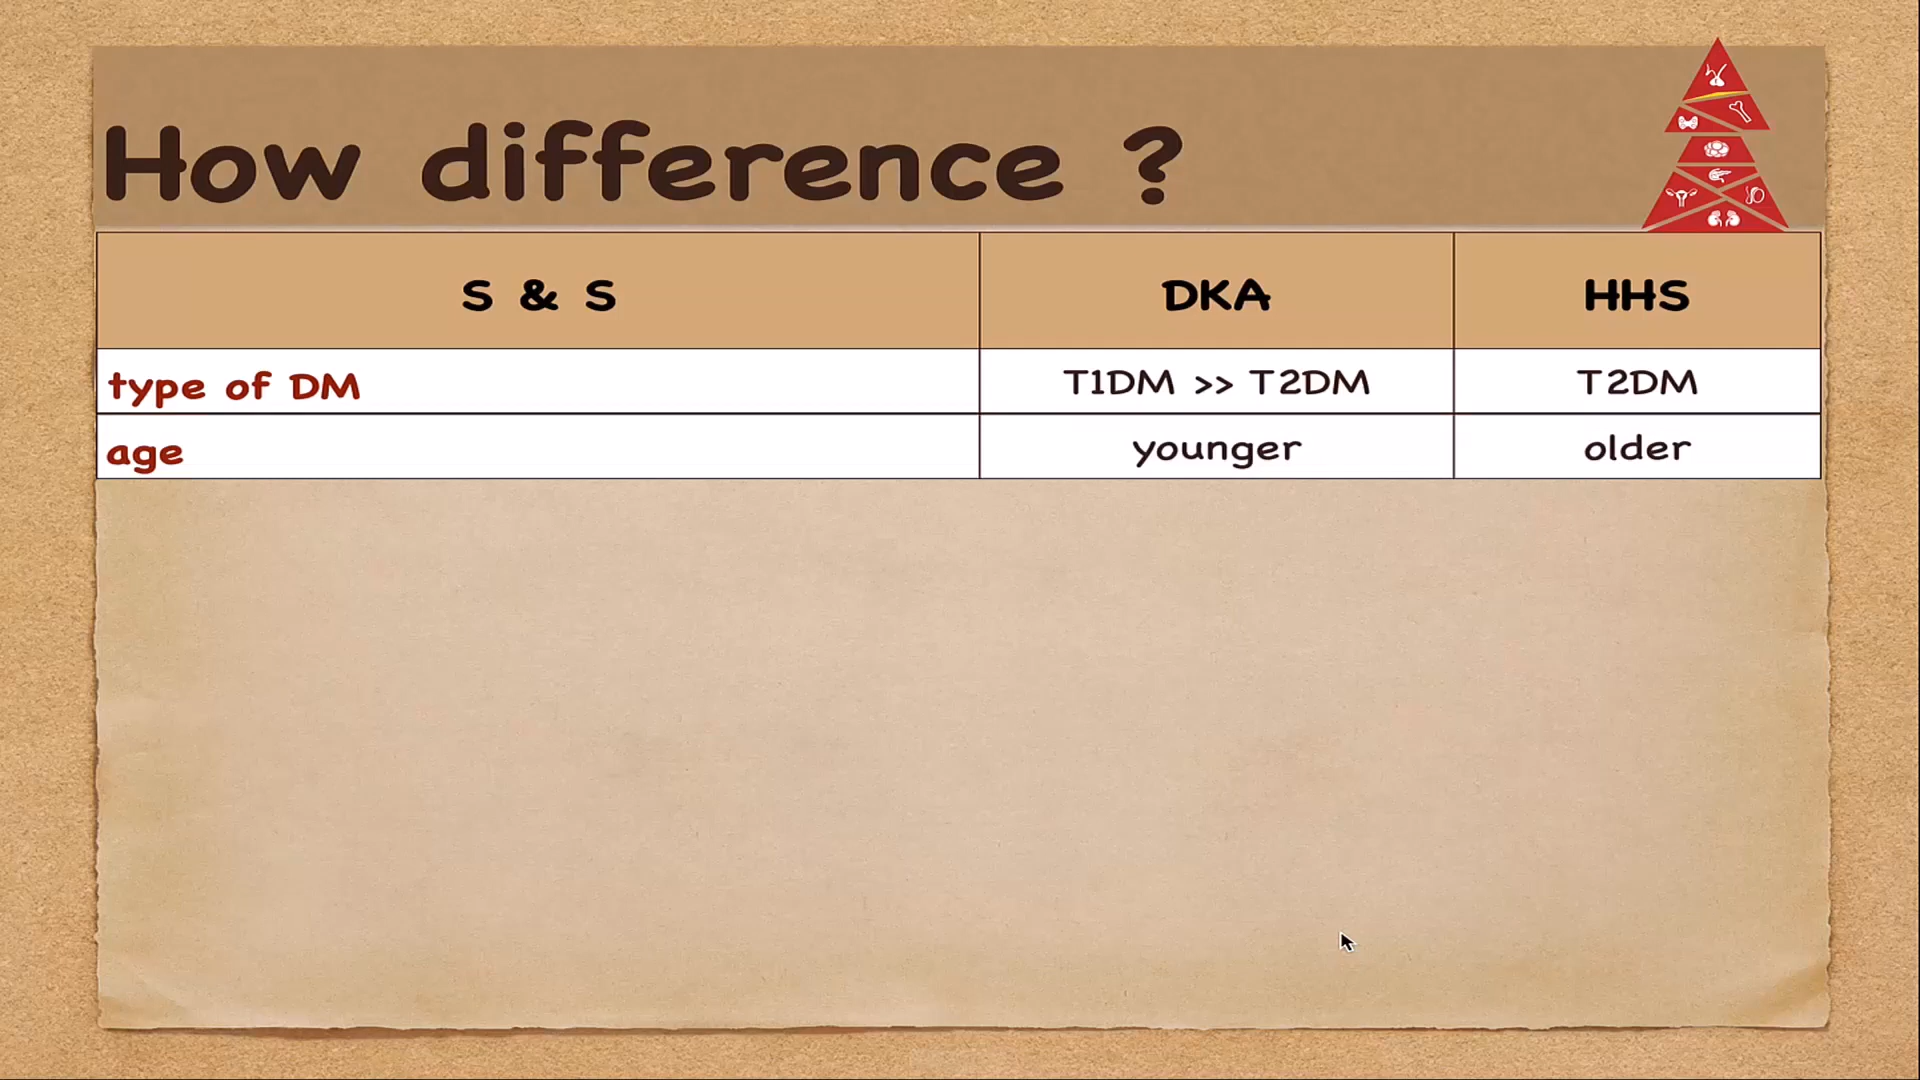 How difference ?
S & S DKA HHS
type of DM T1DM >> T2DM T2DM
age younger older